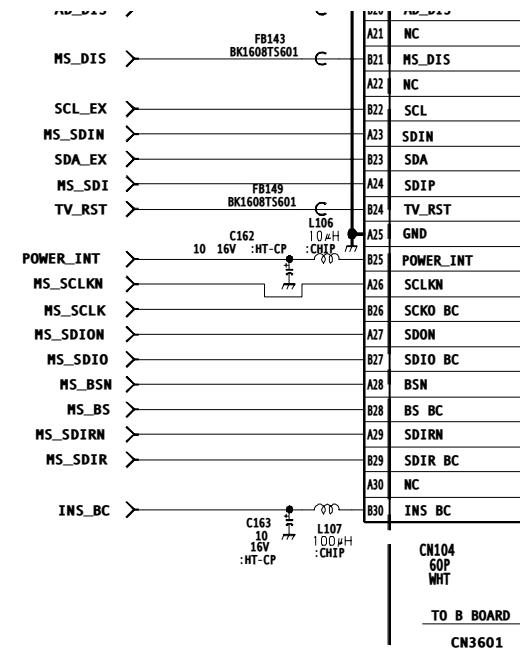 FB143
A21 NC
MS_DIS BK1608TS601 B21 MS_DIS
A22 NC
SCL_EX B22 SCL
MS_SDIN A23 SDIN
SDA_EX B23 SDA
MS_SDI A24 SDIP
FB149
TV_RST BK1608TS601 B24 TV_RST
L106
C162 10μH A25 GND
10 16V :HT-CP :CHIP
POWER_INT B25 POWER_INT
MS_SCLKN A26 SCLKN
MS_SCLK B26 SCKO BC
MS_SDION A27 SDON
MS_SDIO B27 SDIO BC
MS_BSN A28 BSN
MS_BS B28 BS BC
MS_SDIRN A29 SDIRN
MS_SDIR B29 SDIR BC
A30 NC
INS_BC B30 INS BC
C163
10
16V
:HT-CP
L107
100μH
:CHIP
CN104
60P
WHT
TO B BOARD
CN3601